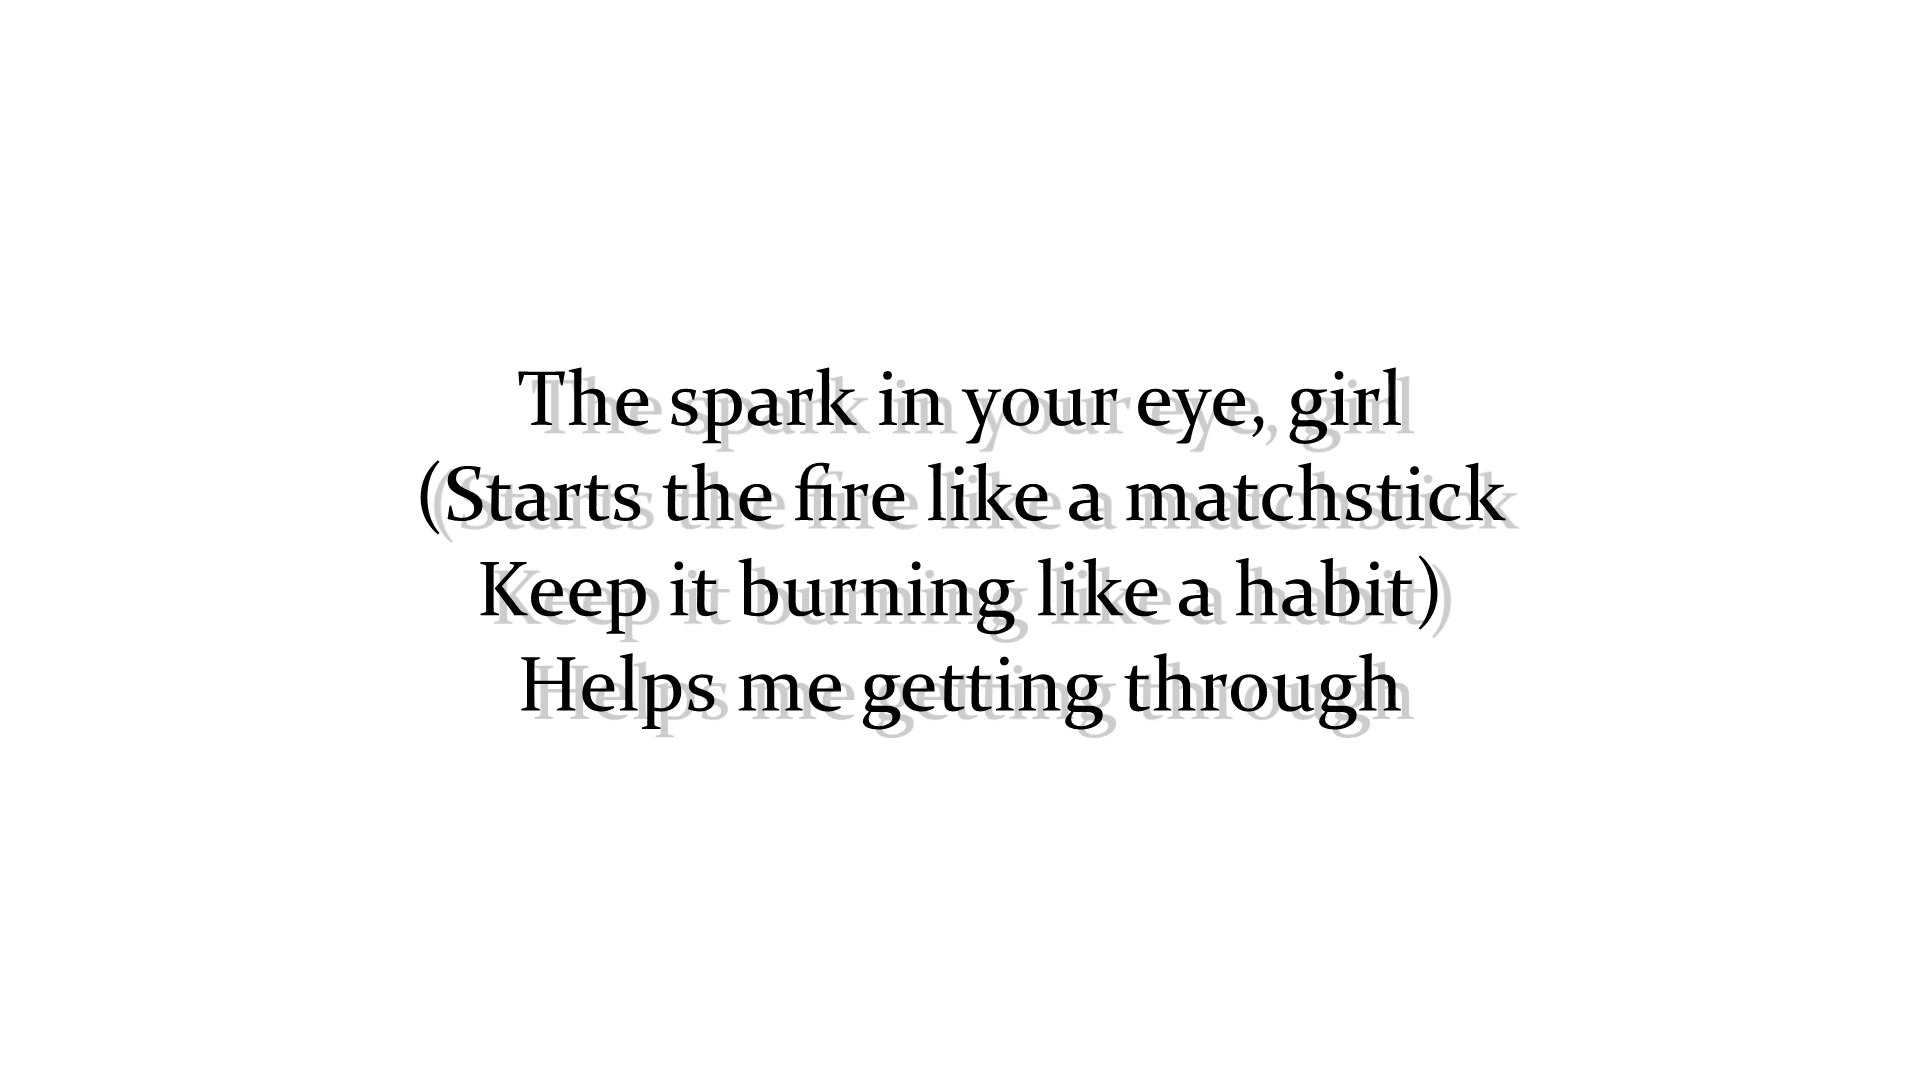 The spark in your eye, girl
(Starts the fire like a matchstick
Keep it burning like a habit)
Helps me getting through